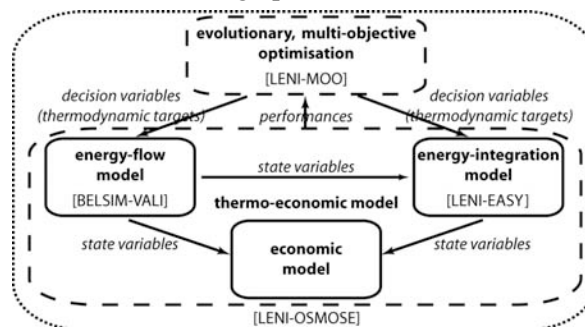 evolutionary, multi-objective
optimisation
[LENI-MOO]
decision variables
(thermodynamic targets)
performances
decision variables
(thermodynamic targets)
energy-flow
model
[BELSIM-VALI]
state variables
energy-integration
model
[LENI-EASY]
thermo-economic model
state variables
economic
model
state variables
[LENI-OSMOSE]